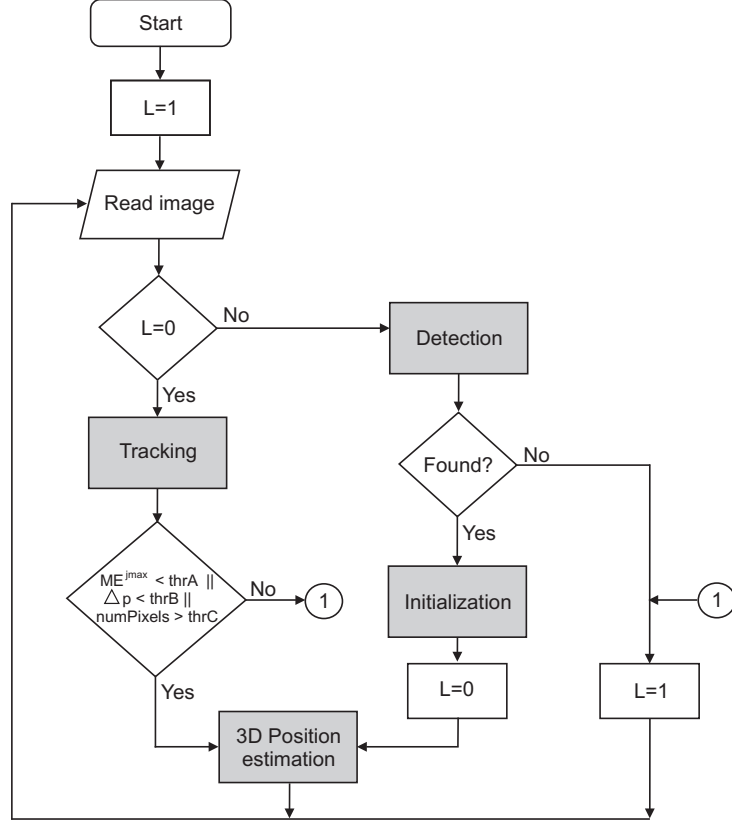 Start
L=1
Read image
L=0
No
Yes
Detection
Tracking
Found?
No
Yes
ME^jmax < thrA ||
△p < thrB ||
numPixels > thrC
No
1
Initialization
1
Yes
L=0
L=1
3D Position
estimation